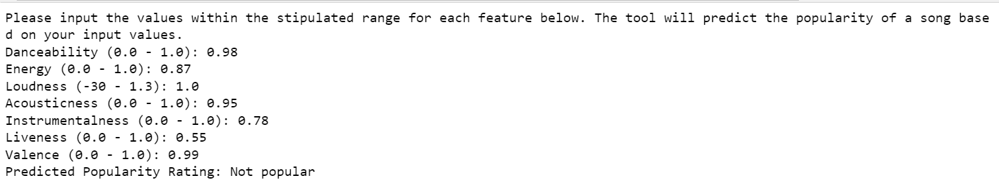 Please input the values within the stipulated range for each feature below. The tool will predict the popularity of a song base
d on your input values.
Danceability (0.0 - 1.0): 0.98
Energy (0.0 - 1.0): 0.87
Loudness (-30 - 1.3): 1.0
Acousticness (0.0 - 1.0): 0.95
Instrumentalness (0.0 - 1.0): 0.78
Liveness (0.0 - 1.0): 0.55
Valence (0.0 - 1.0): 0.99
Predicted Popularity Rating: Not popular